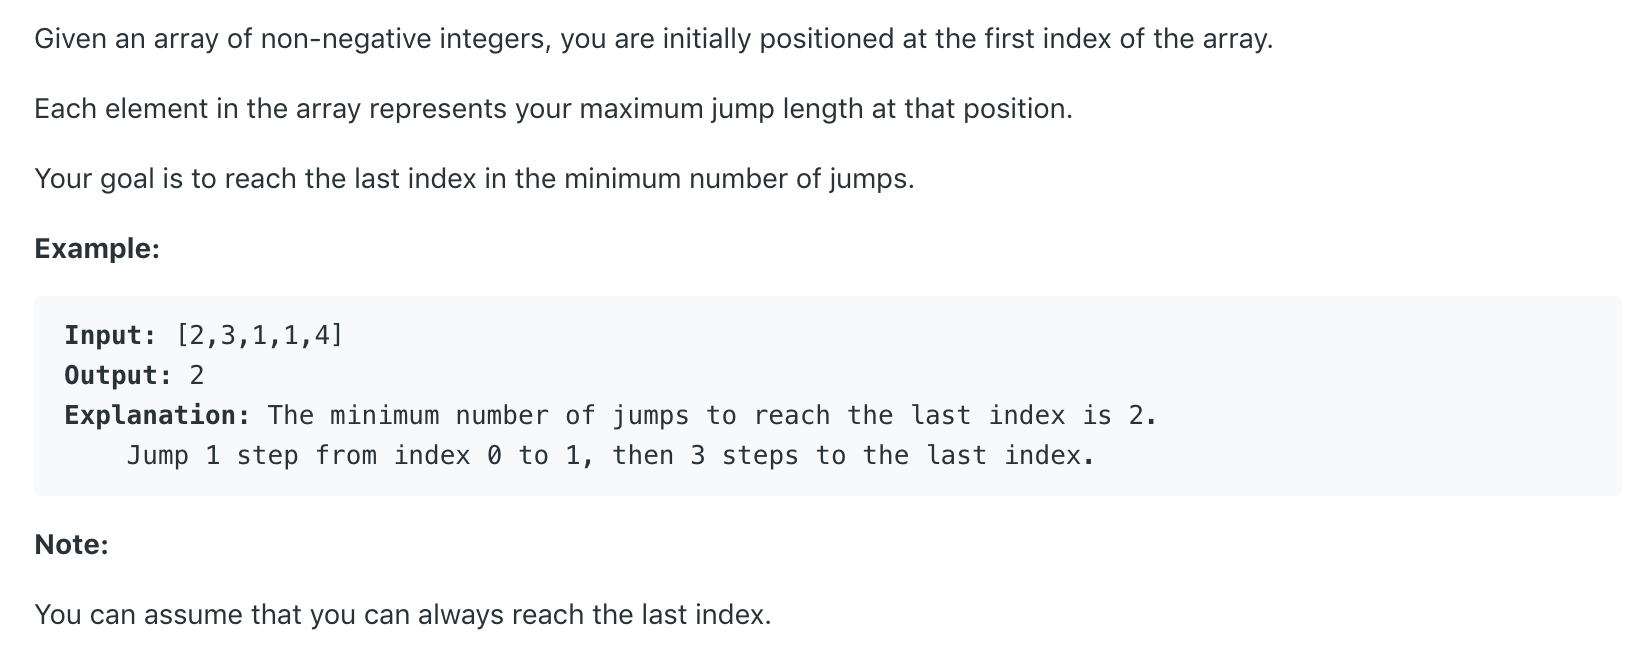 Given an array of non-negative integers, you are initially positioned at the first index of the array.
Each element in the array represents your maximum jump length at that position.
Your goal is to reach the last index in the minimum number of jumps.
Example:
Input: [2,3,1,1,4]
Output: 2
Explanation: The minimum number of jumps to reach the last index is 2.
    Jump 1 step from index 0 to 1, then 3 steps to the last index.
Note:
You can assume that you can always reach the last index.